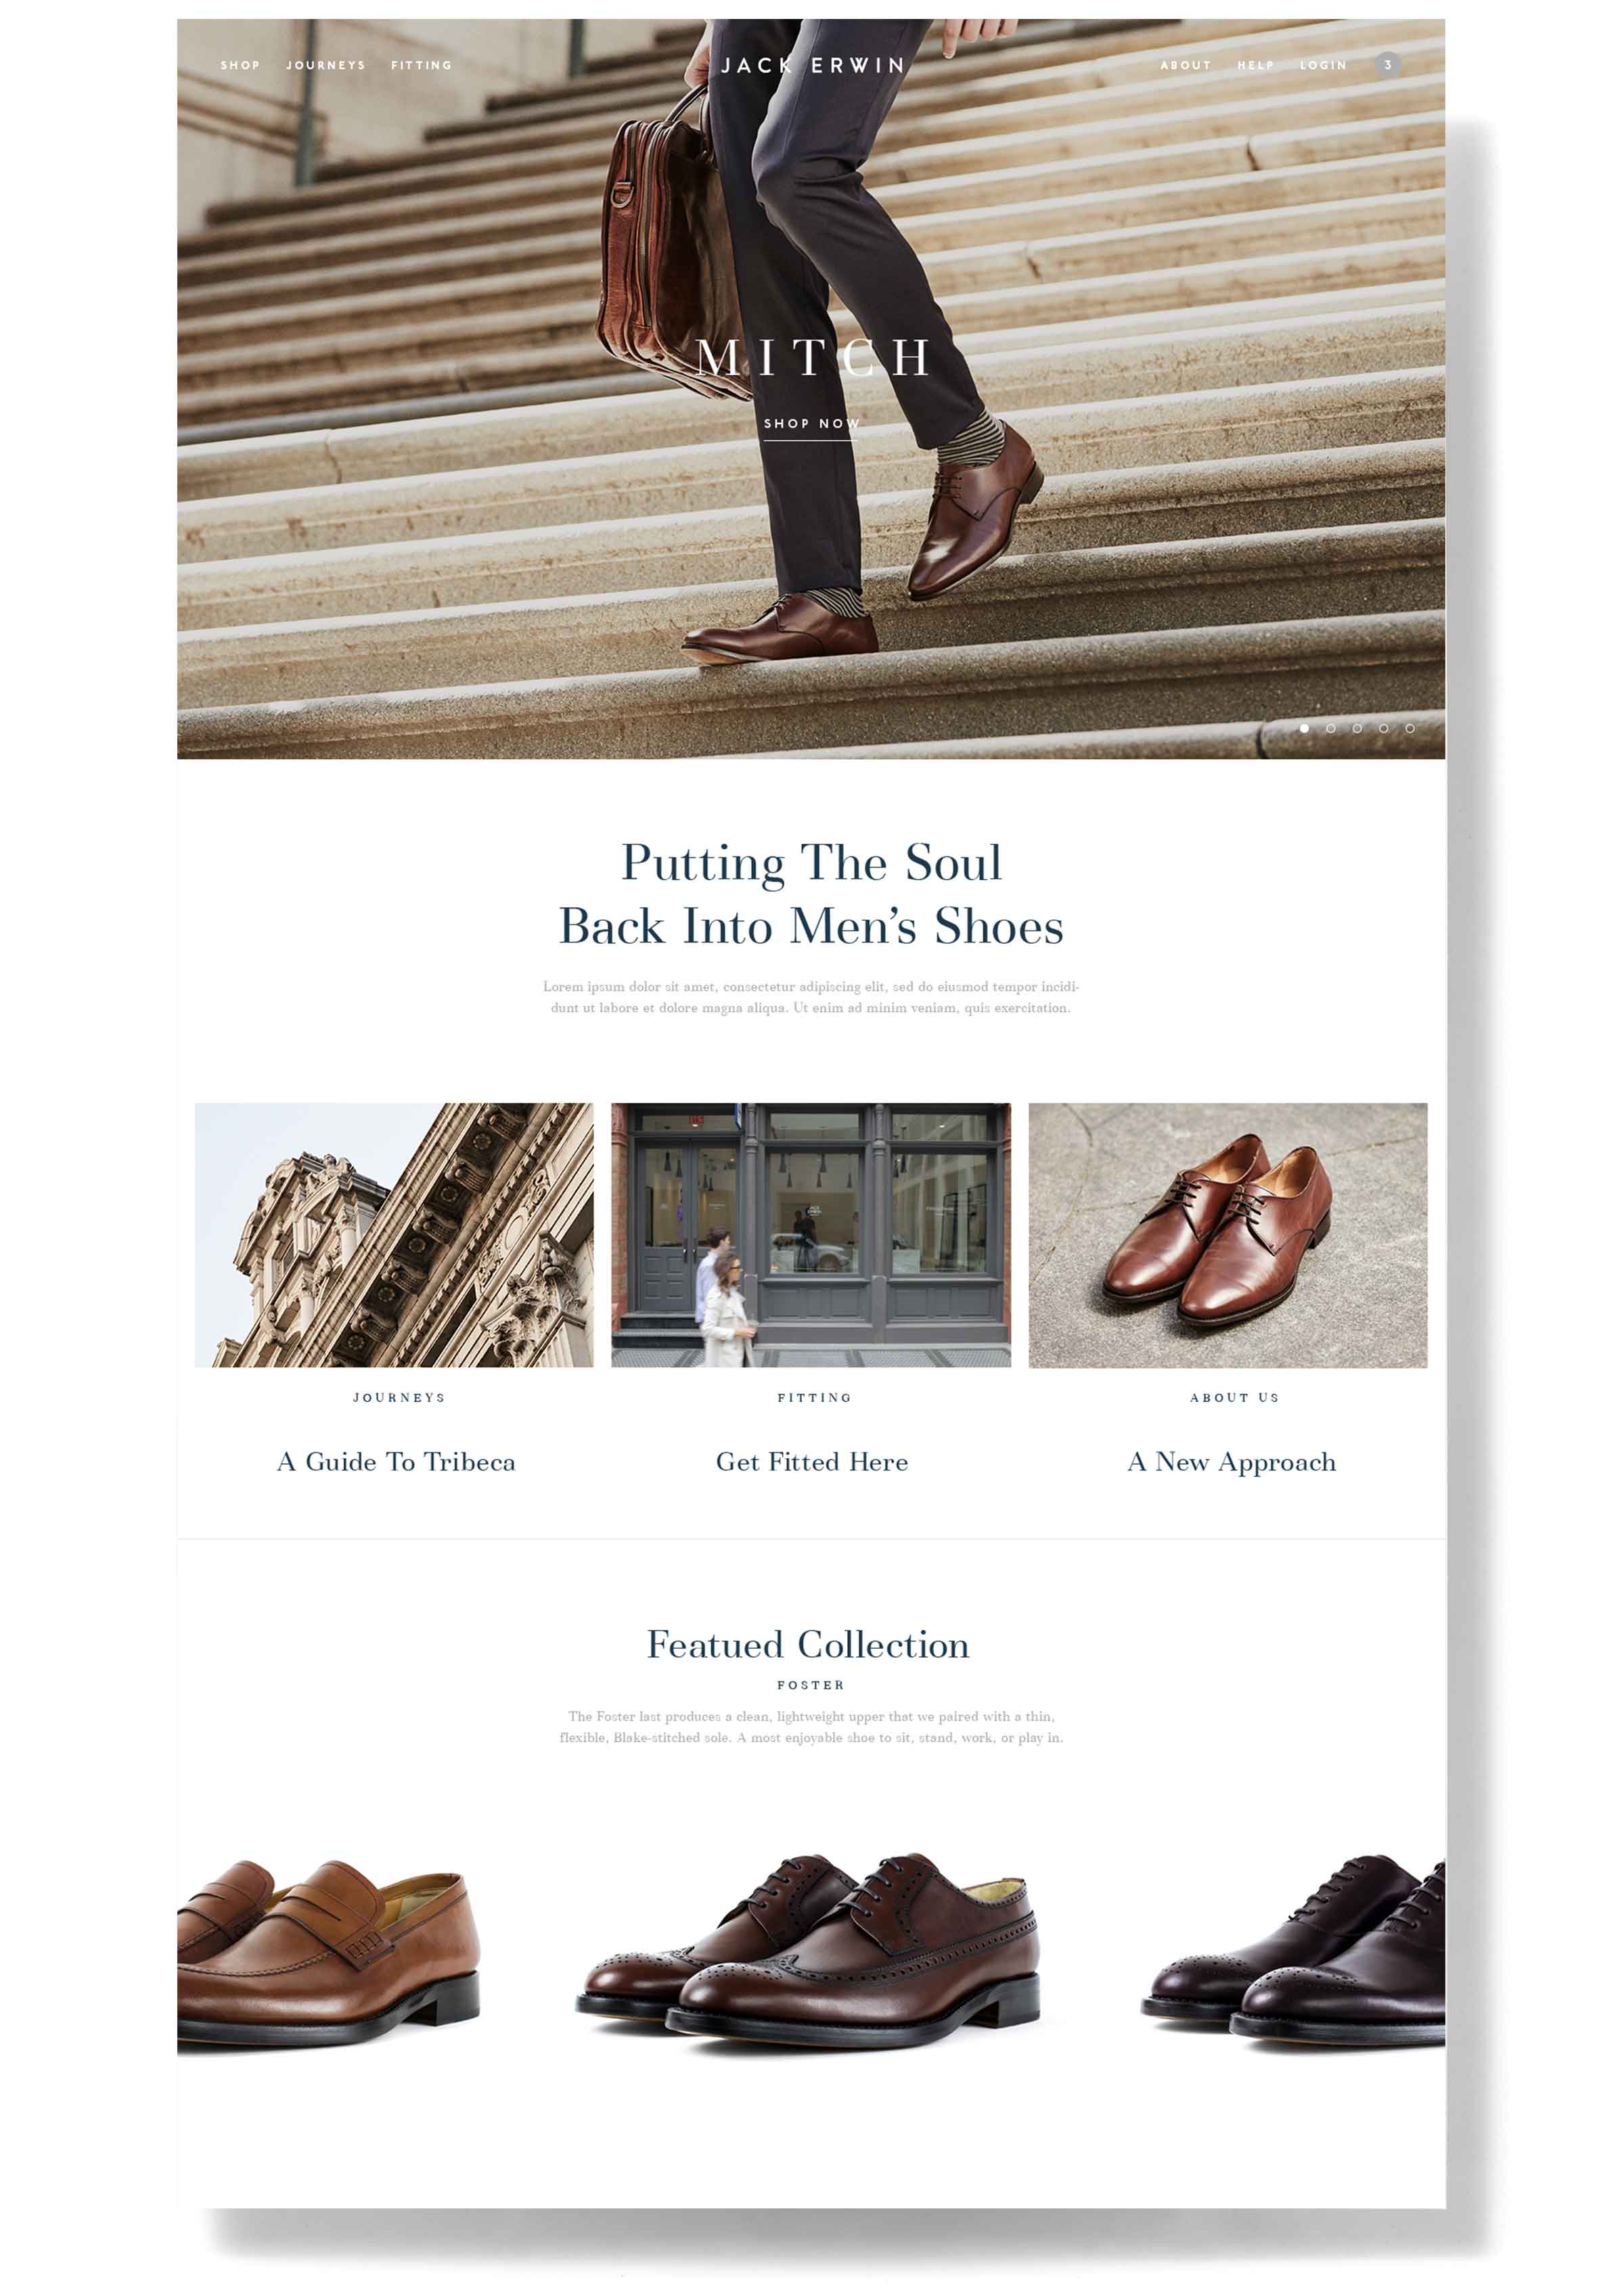 SHOP JOURNEYS FITTING JACK ERWIN ABOUT HELP LOGIN 3
MITCH
SHOP NOW
Putting The Soul
Back Into Men’s Shoes
Lorem ipsum dolor sit amet, consectetur adipiscing elit, sed do eiusmod tempor incidi-
dunt ut labore et dolore magna aliqua. Ut enim ad minim veniam, quis exercitation.
JOURNEYS FITTING ABOUT US
A Guide To Tribeca Get Fitted Here A New Approach
Featued Collection
FOSTER
The Foster last produces a clean, lightweight upper that we paired with a thin,
flexible, Blake-stitched sole. A most enjoyable shoe to sit, stand, work, or play in.